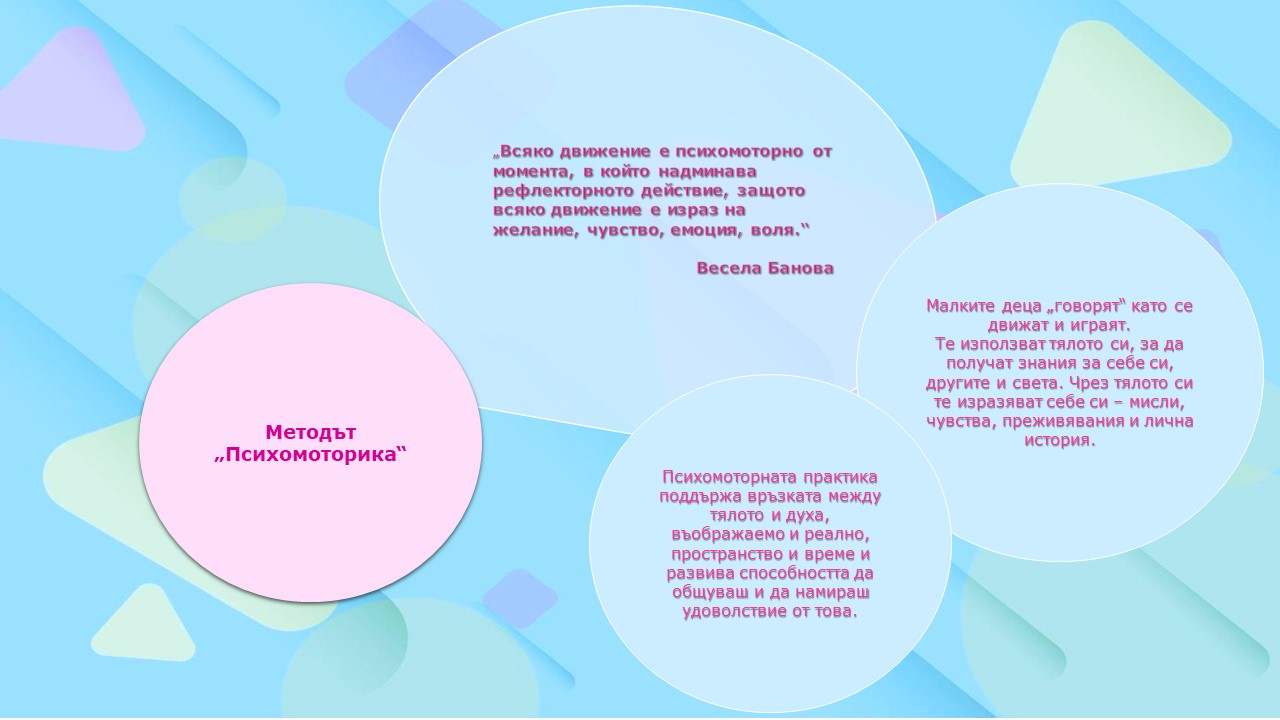 „Всяко движение е психомоторно от
момента, в който надминава
рефлекторното действие, защото
всяко движение е израз на
желание, чувство, емоция, воля.“
Весела Банова
Методът
„Психомоторика“
Малките деца „говорят“ като се
движат и играят.
Те използват тялото си, за да
получат знания за себе си,
другите и света. Чрез тялото си
те изразяват себе си – мисли,
чувства, преживявания и лична
история.
Психомоторната практика
поддържа връзката между
тялото и духа,
въображаемо и реално,
пространство и време и
развива способността да
общуваш и да намираш
удоволствие от това.